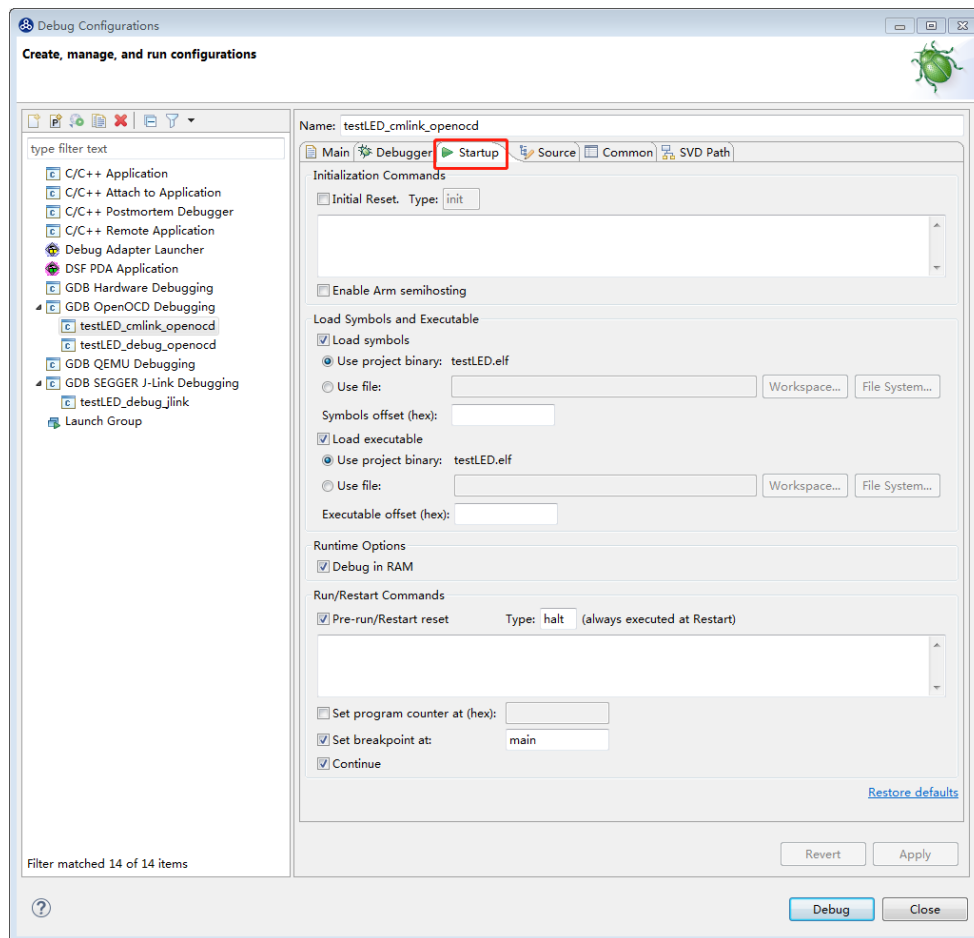 Debug Configurations
Create, manage, and run configurations
type filter text
C/C++ Application
C/C++ Attach to Application
C/C++ Postmortem Debugger
C/C++ Remote Application
Debug Adapter Launcher
DSF PDA Application
GDB Hardware Debugging
GDB OpenOCD Debugging
testLED_cmlink_openocd
testLED_debug_openocd
GDB QEMU Debugging
GDB SEGGER J-Link Debugging
testLED_debug_jlink
Launch Group
Filter matched 14 of 14 items
Name: testLED_cmlink_openocd
Main Debugger Startup Source Common SVD Path
Initialization Commands
Initial Reset. Type: init
Enable Arm semihosting
Load Symbols and Executable
Load symbols
Use project binary: testLED.elf
Use file: Workspace... File System...
Symbols offset (hex):
Load executable
Use project binary: testLED.elf
Use file: Workspace... File System...
Executable offset (hex):
Runtime Options
Debug in RAM
Run/Restart Commands
Pre-run/Restart reset Type: halt (always executed at Restart)
Set program counter at (hex):
Set breakpoint at: main
Continue
Restore defaults
Revert Apply
Debug Close